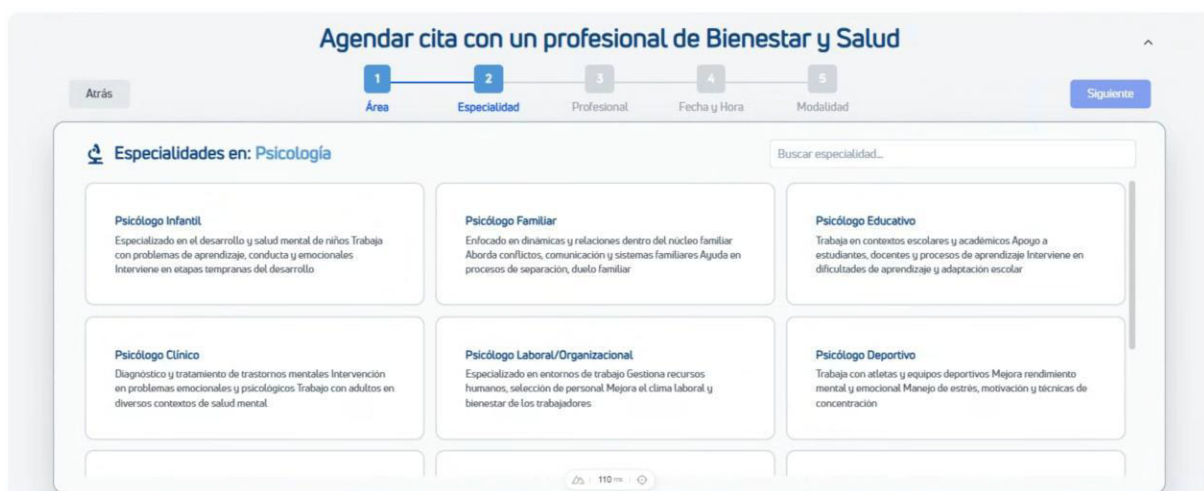 Agendar cita con un profesional de Bienestar y Salud
Atrás
1
2
3
4
5
Siguiente
Área
Especialidad
Profesional
Fecha y Hora
Modalidad
Especialidades en: Psicología
Buscar especialidad...
Psicólogo Infantil
Especializado en el desarrollo y salud mental de niños Trabaja
con problemas de aprendizaje, conducta y emocionales
Interviene en etapas tempranas del desarrollo
Psicólogo Familiar
Enfocado en dinámicas y relaciones dentro del núcleo familiar
Aborda conflictos, comunicación y sistemas familiares Ayuda en
procesos de separación, duelo familiar
Psicólogo Educativo
Trabaja en contextos escolares y académicos Apoyo a
estudiantes, docentes y procesos de aprendizaje Interviene en
dificultades de aprendizaje y adaptación escolar
Psicólogo Clínico
Diagnóstico y tratamiento de trastornos mentales Intervención
en problemas emocionales y psicológicos Trabajo con adultos en
diversos contextos de salud mental
Psicólogo Laboral/Organizacional
Especializado en entornos de trabajo Gestiona recursos
humanos, selección de personal Mejora el clima laboral y
bienestar de los trabajadores
Psicólogo Deportivo
Trabaja con atletas y equipos deportivos Mejora rendimiento
mental y emocional Manejo de estrés, motivación y técnicas de
concentración
110 ms